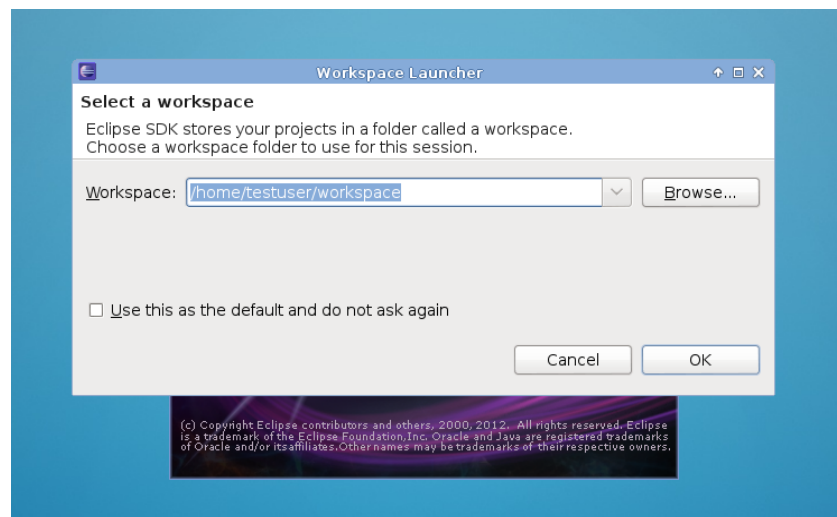 Workspace Launcher
Select a workspace
Eclipse SDK stores your projects in a folder called a workspace.
Choose a workspace folder to use for this session.
Workspace: /home/testuser/workspace Browse...
Use this as the default and do not ask again
Cancel OK
(c) Copyright Eclipse contributors and others, 2000, 2012. All rights reserved. Eclipse
is a trademark of the Eclipse Foundation,Inc. Oracle and Java are registered trademarks
of Oracle and/or itsaffiliates.Other names may be trademarks of their respective owners.